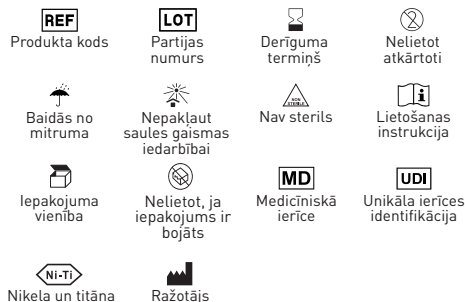 REF
LOT
Produkta kods
Partijas
numurs
Derīguma
termiņš
Nelietot
atkārtoti
2
NON
STERILE
Baidās no
mitruma
Nepakļaut
saules gaismas
iedarbībai
Nav sterils
Lietošanas
instrukcija
i
MD
UDI
Iepakojuma
vienība
Nelietot, ja
iepakojums ir
bojāts
Medicīniskā
ierīce
Unikāla ierīces
identifikācija
Ni-Ti
Nikela un titāna
Ražotājs